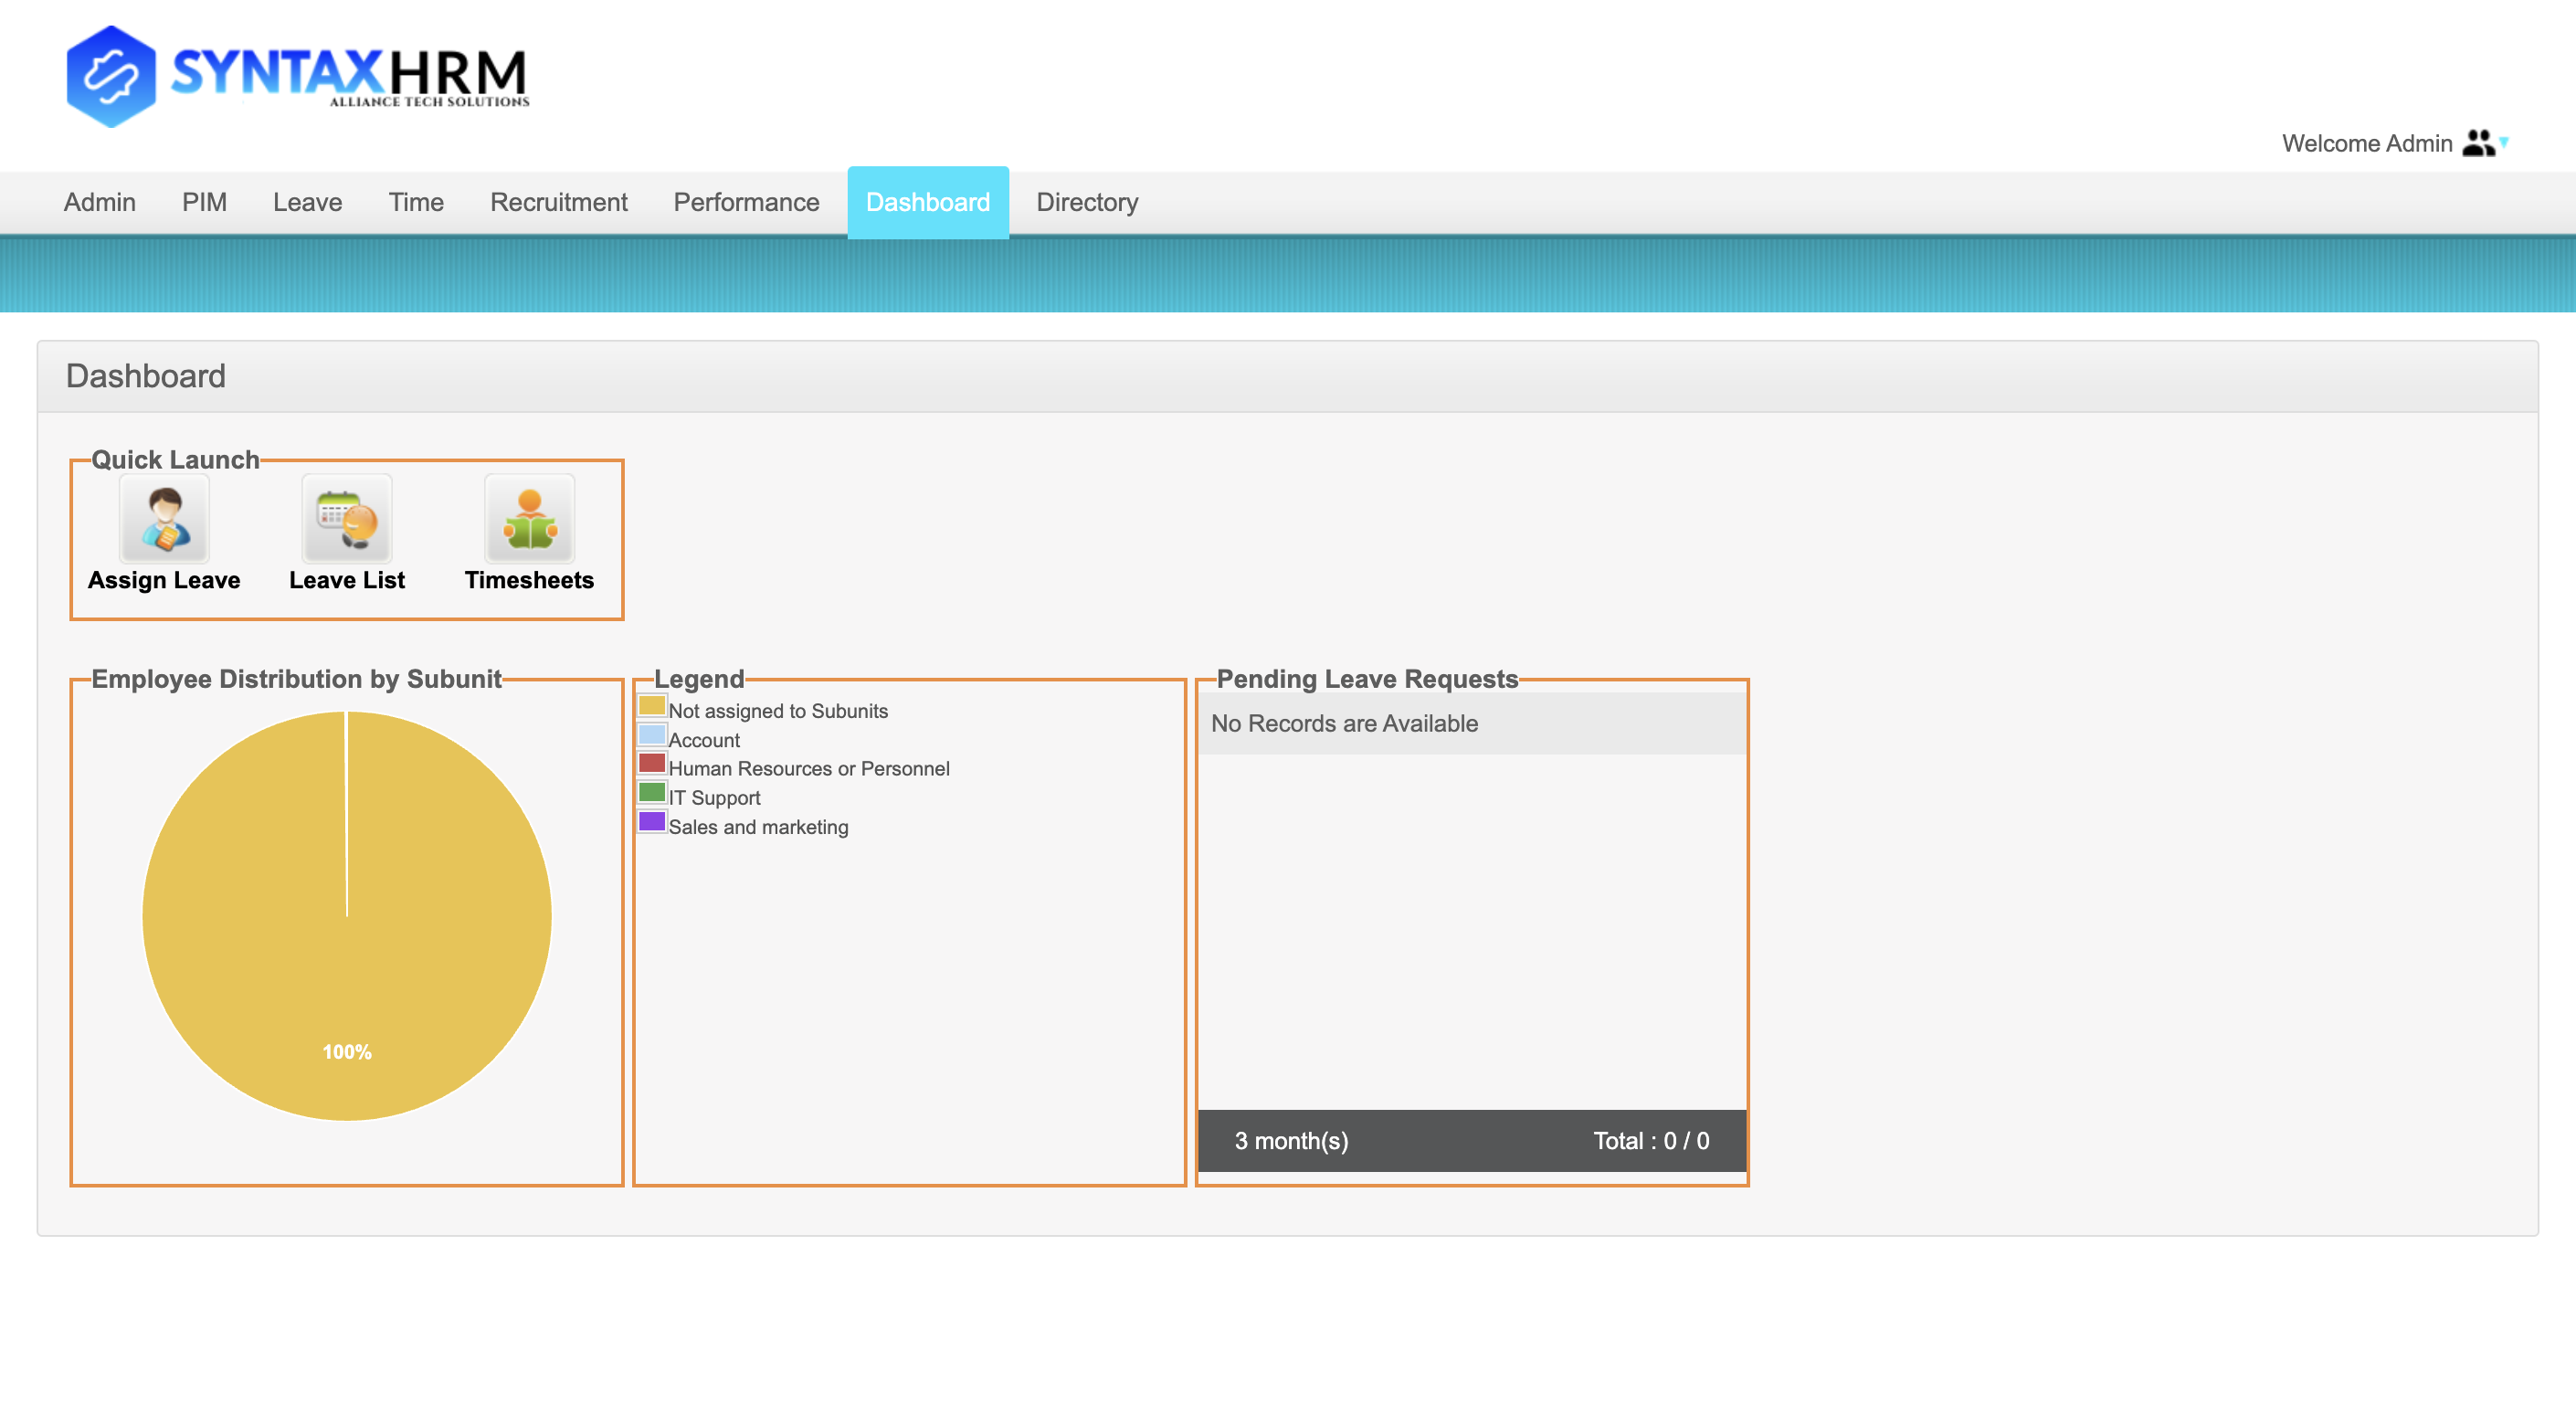 SYNTAXHRM
ALLIANCE TECH SOLUTIONS
Welcome Admin
Admin PIM Leave Time Recruitment Performance Dashboard Directory
Dashboard
Quick Launch
Assign Leave Leave List Timesheets
Employee Distribution by Subunit
100%
Legend
Not assigned to Subunits
Account
Human Resources or Personnel
IT Support
Sales and marketing
Pending Leave Requests
No Records are Available
3 month(s) Total : 0 / 0